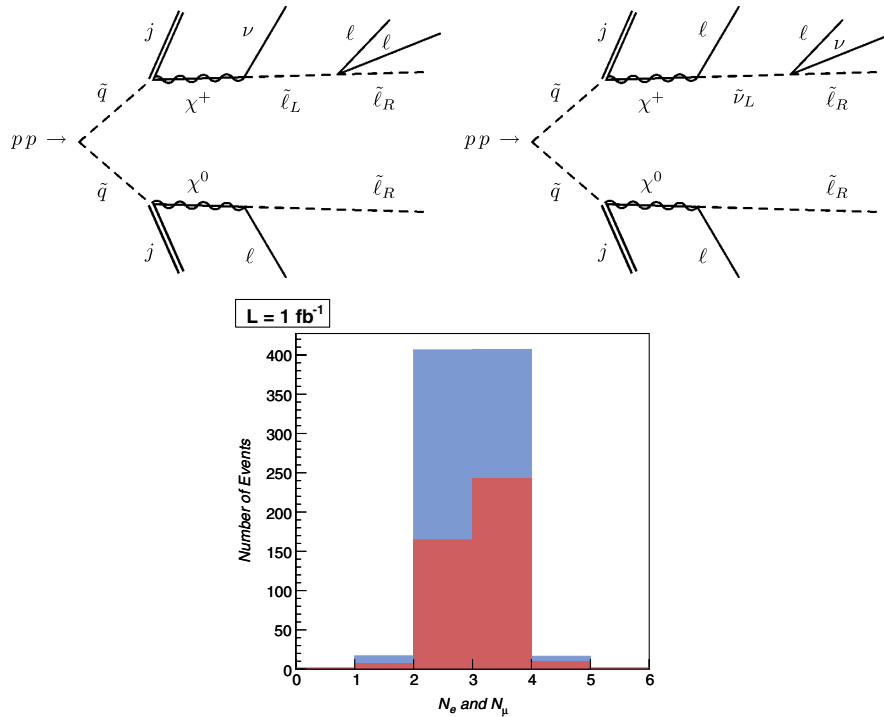 j ν ℓ ℓ
q̃ χ⁺ ℓ̃_L ℓ̃_R
p p →
q̃ χ⁰ ℓ̃_R
j ℓ
j ℓ ℓ ν
q̃ χ⁺ ν̃_L ℓ̃_R
p p →
q̃ χ⁰ ℓ̃_R
j ℓ
L = 1 fb⁻¹
Number of Events
400
350
300
250
200
150
100
50
0
0 1 2 3 4 5 6
N_e and N_μ